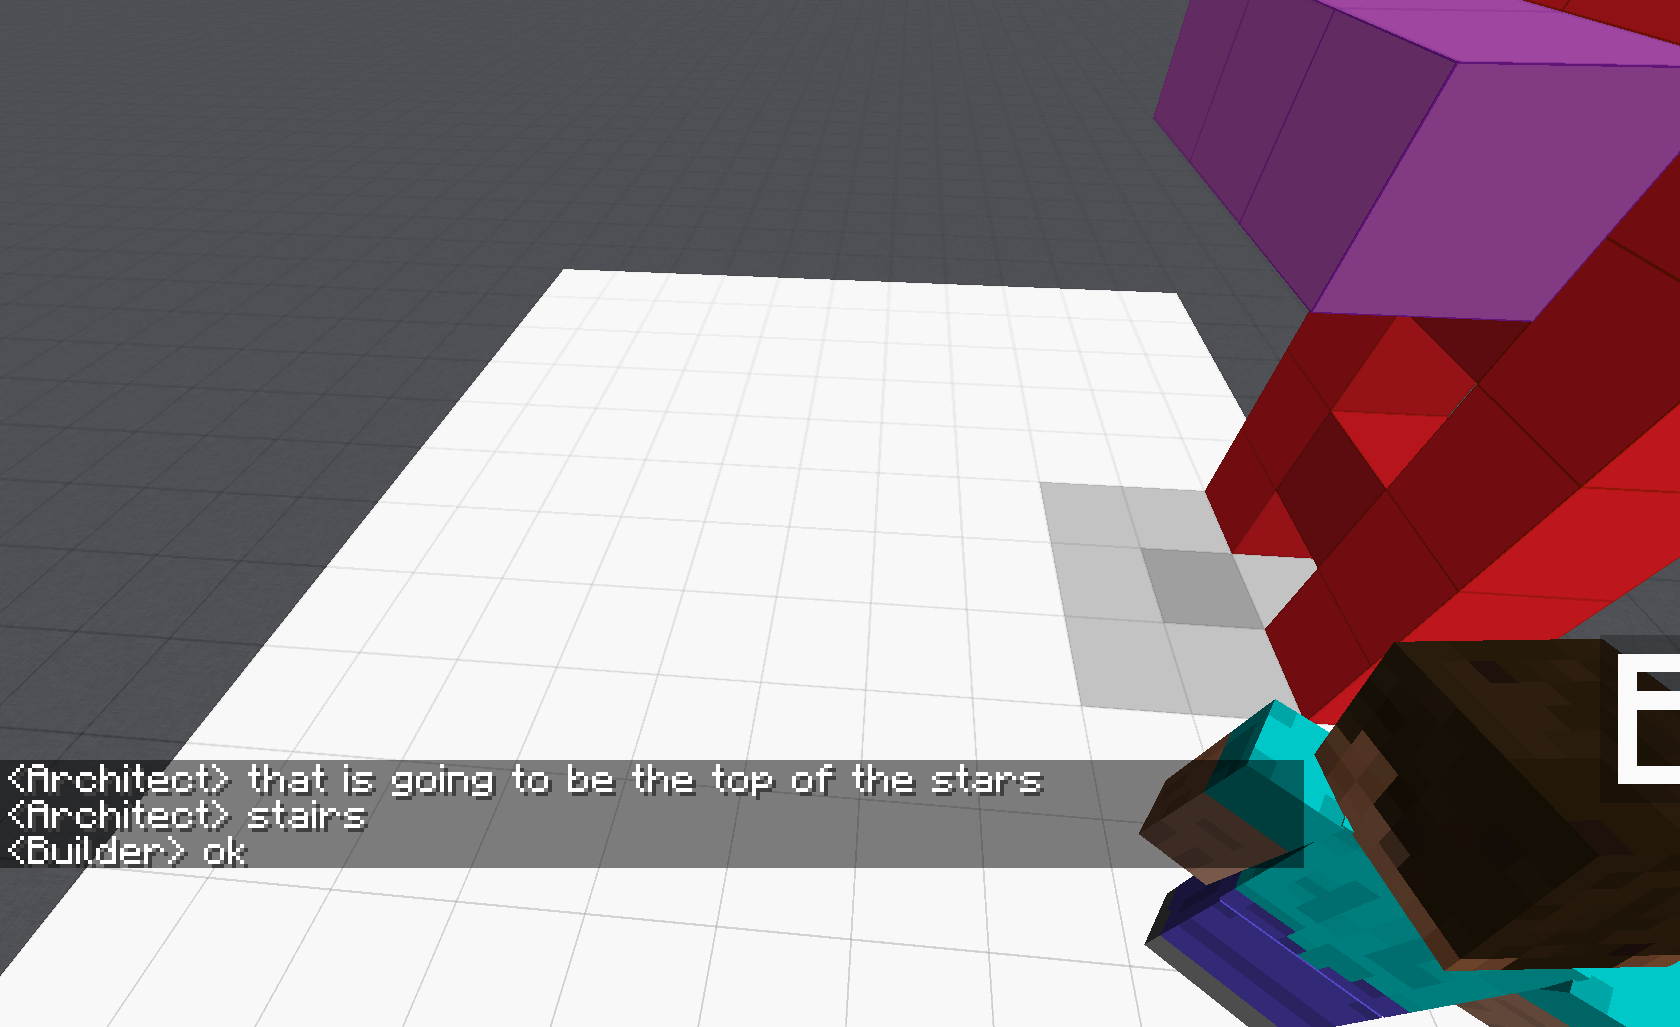 <Architect> that is going to be the top of the stars
<Architect> stairs
<Builder> ok